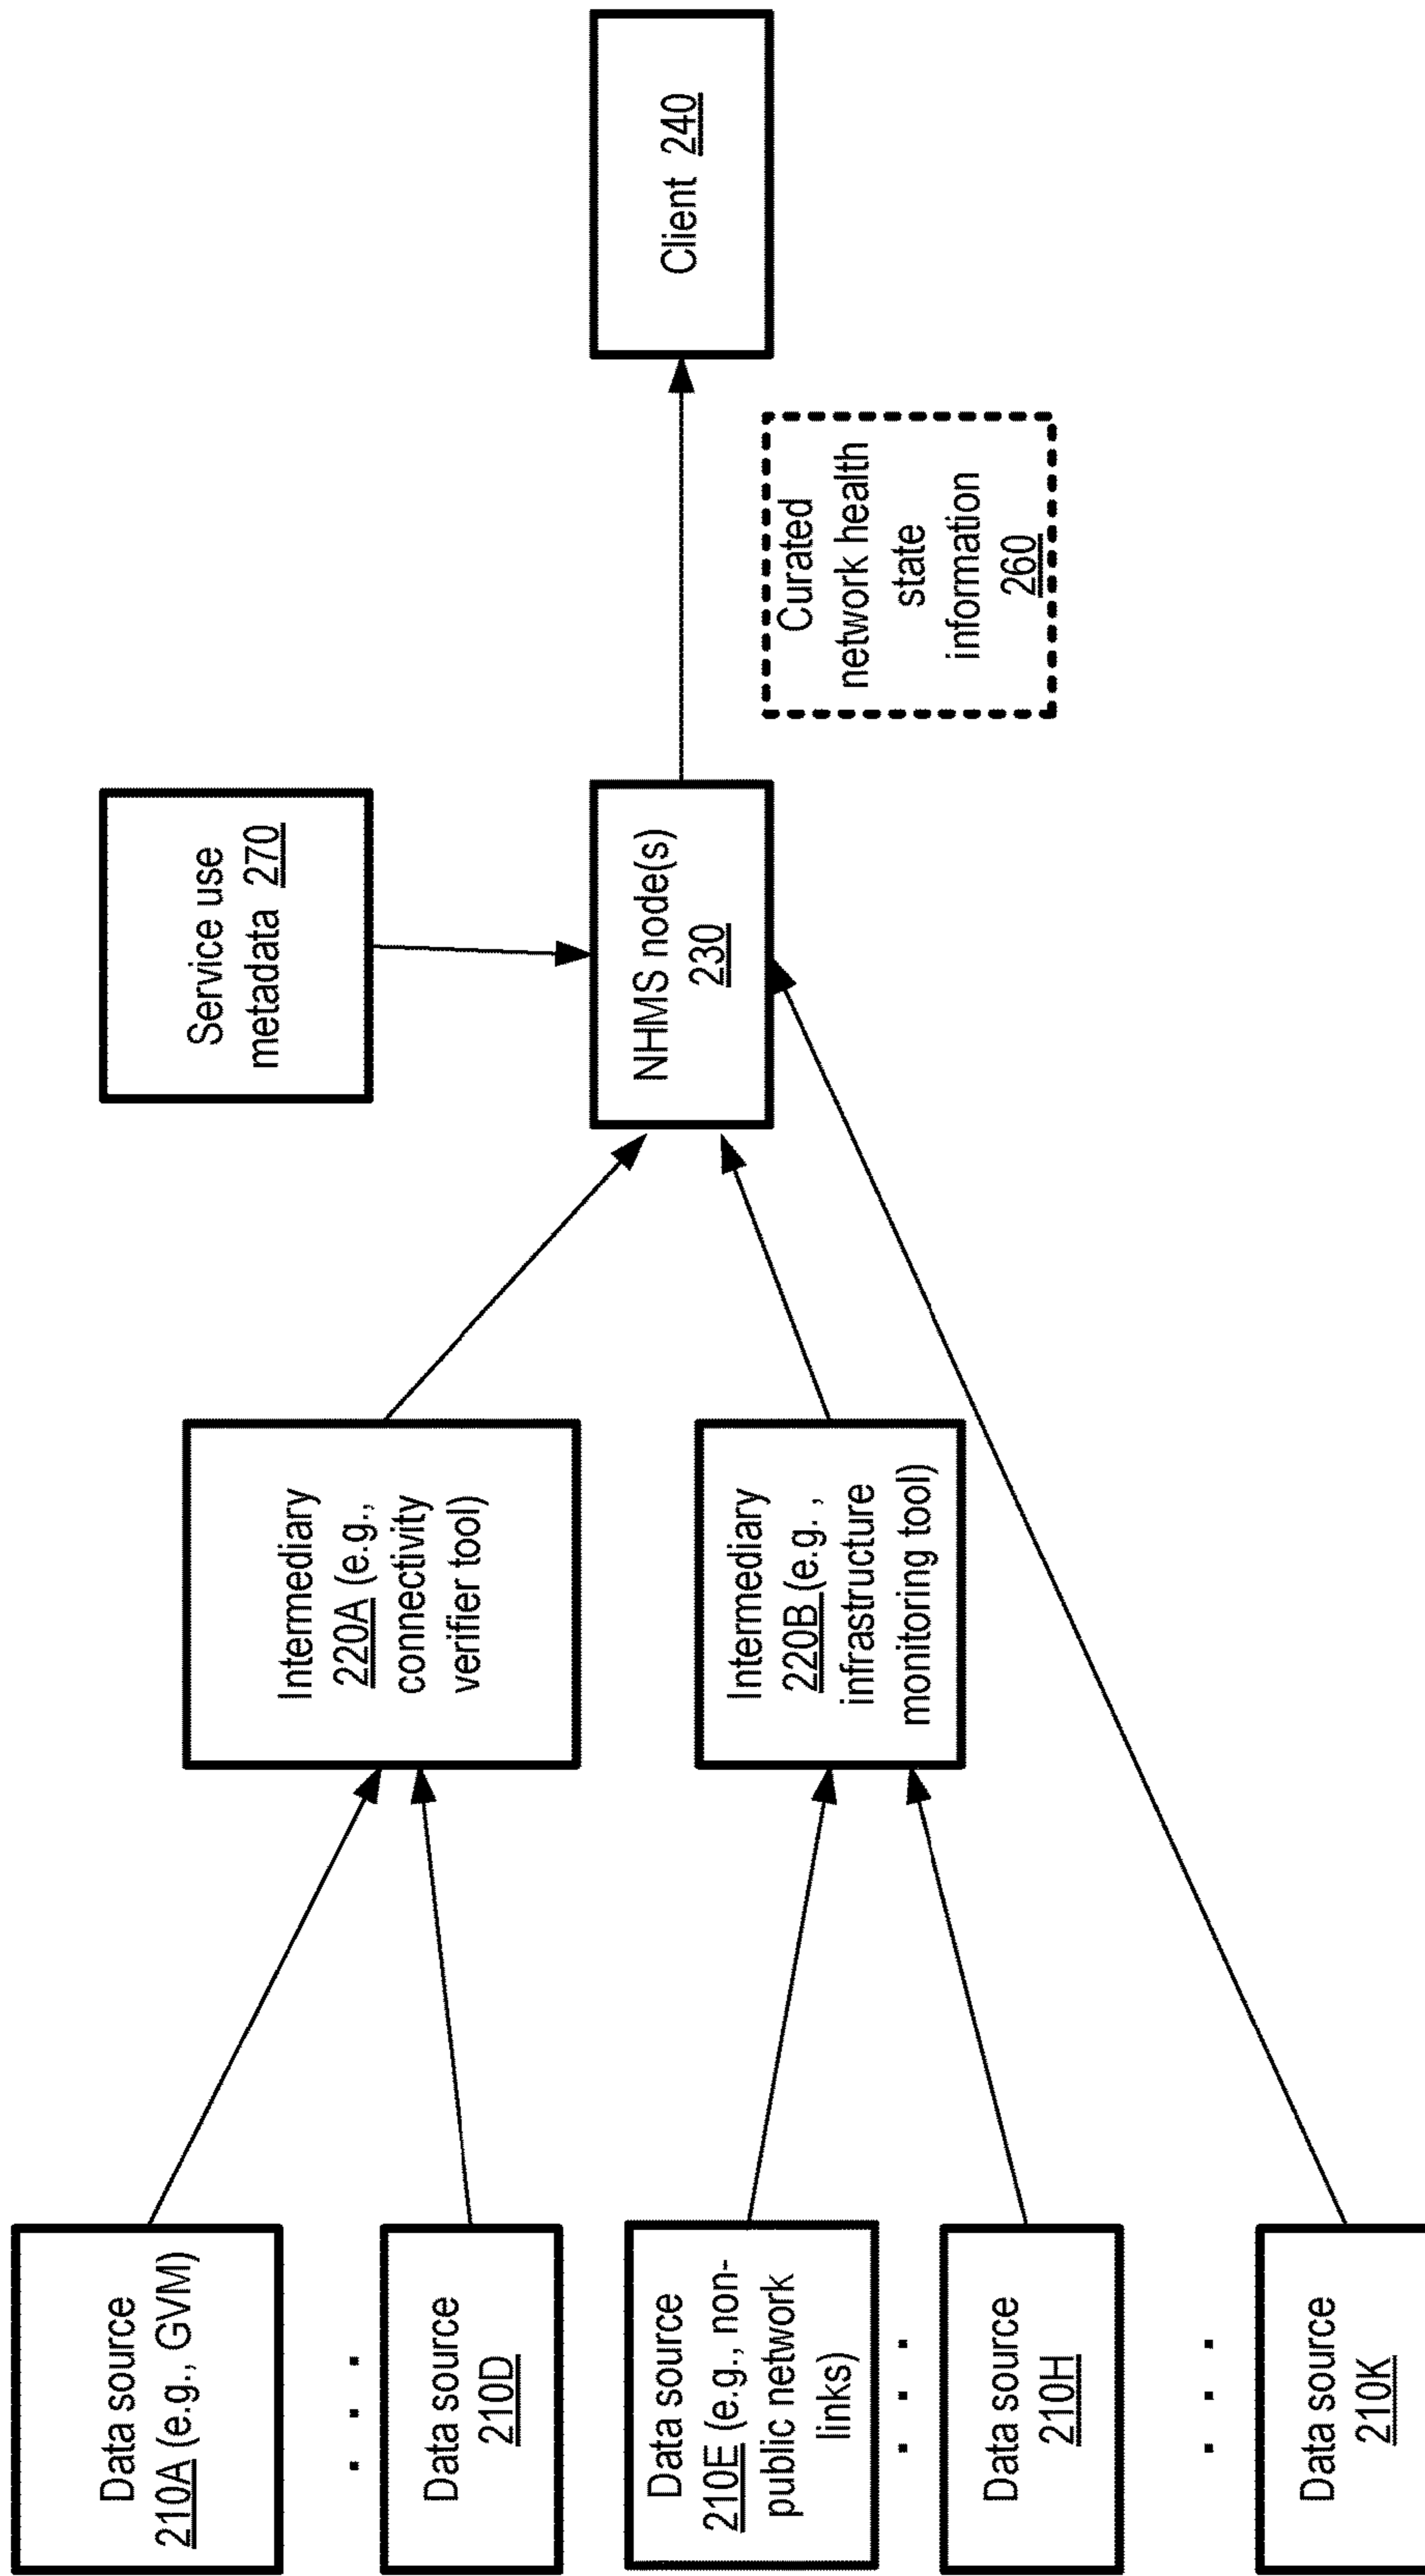 Data source
210A (e.g., GVM)
. . .
Data source
210D
Data source
210E (e.g., non-
public network
links)
. . .
Data source
210H
. . .
Data source
210K
Intermediary
220A (e.g.,
connectivity
verifier tool)
Intermediary
220B (e.g. ,
infrastructure
monitoring tool)
Service use
metadata 270
NHMS node(s)
230
Curated
network health
state
information
260
Client 240